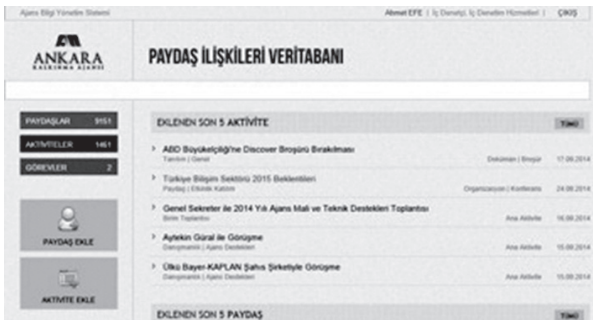 Ajans Bilgi Yönetim Sistemi
Ahmet EFE | İç Denetçi, İç Denetim Hizmetleri | ÇIKIŞ
ANKARA
KALKINMA AJANSI
PAYDAŞ İLİŞKİLERİ VERİTABANI
PAYDAŞLAR 9151
AKTİVİTELER 1461
GÖREVLER 2
PAYDAŞ EKLE
AKTİVİTE EKLE
EKLENEN SON 5 AKTİVİTE TÜMÜ
ABD Büyükelçiliği'ne Discover Broşürü Bırakılması
Tanıtım | Genel Doküman | Broşür 17.09.2014
Türkiye Bilişim Sektörü 2015 Beklentileri
Paydaş | Etkinlik Katılım Organizasyon | Konferans 24.08.2014
Genel Sekreter ile 2014 Yılı Ajans Mali ve Teknik Destekleri Toplantısı
Birim Toplantısı Ana Aktivite 16.08.2014
Aytekin Güral ile Görüşme
Danışmanlık | Ajans Destekleri Ana Aktivite 15.08.2014
Ülkü Bayer-KAPLAN Şahıs Şirketiyle Görüşme
Danışmanlık | Ajans Destekleri Ana Aktivite 15.08.2014
EKLENEN SON 5 PAYDAŞ TÜMÜ